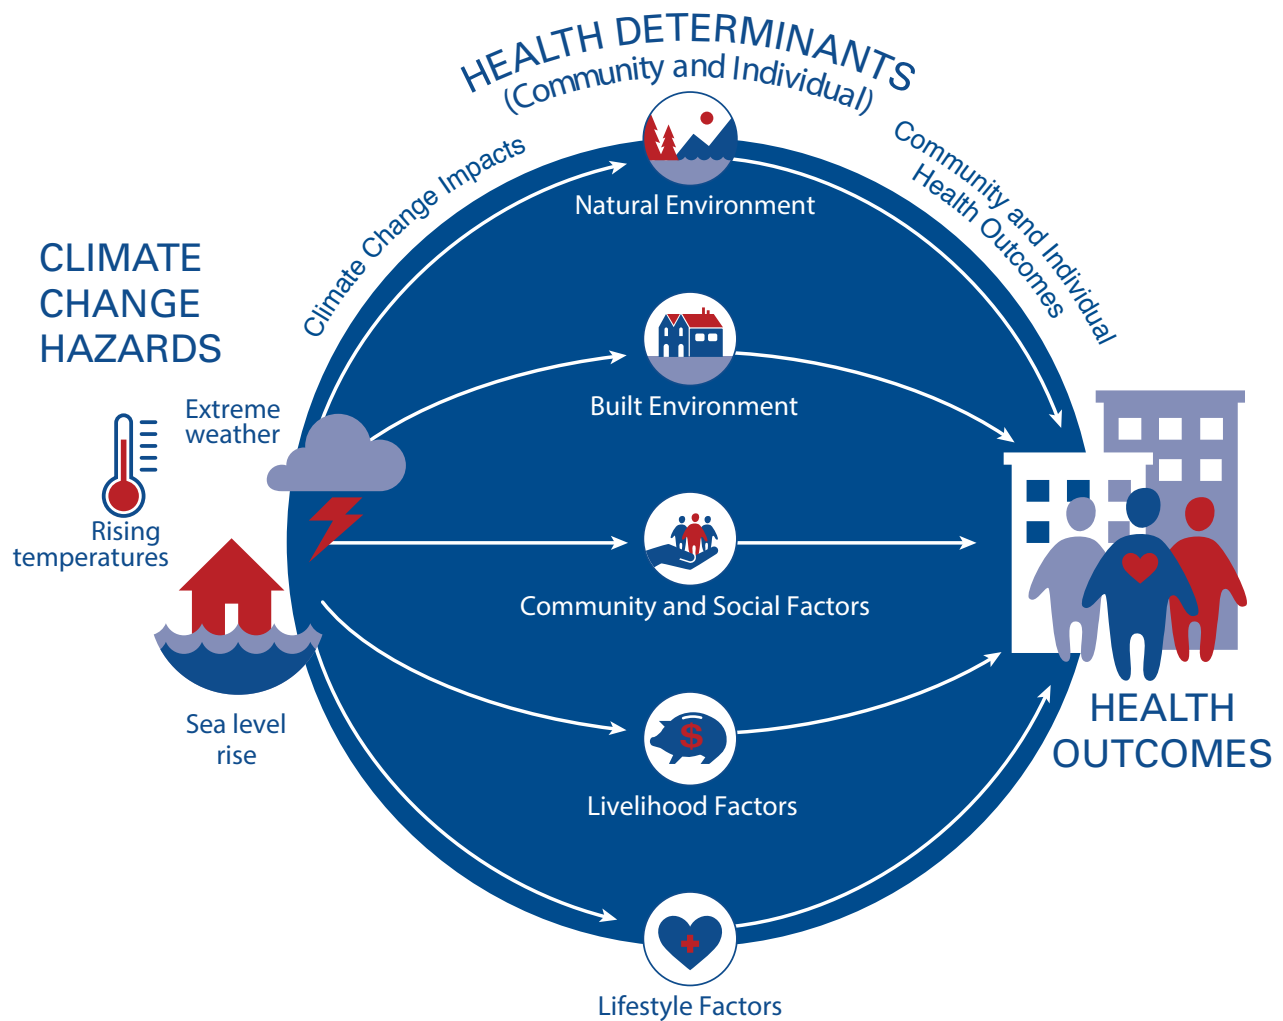 HEALTH DETERMINANTS
(Community and Individual)
Climate Change Impacts
Community and Individual
Health Outcomes
CLIMATE
CHANGE
HAZARDS
Extreme
weather
Rising
temperatures
Sea level
rise
Natural Environment
Built Environment
Community and Social Factors
$
Livelihood Factors
Lifestyle Factors
HEALTH
OUTCOMES